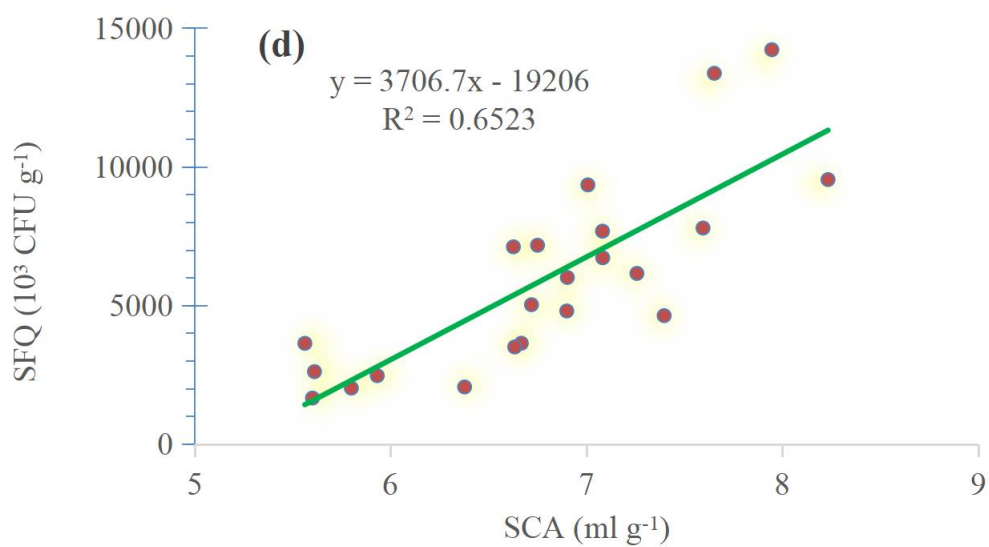 (d)
y = 3706.7x - 19206
R² = 0.6523
SFQ (10³ CFU g⁻¹)
15000
10000
5000
0
5 6 7 8 9
SCA (ml g⁻¹)